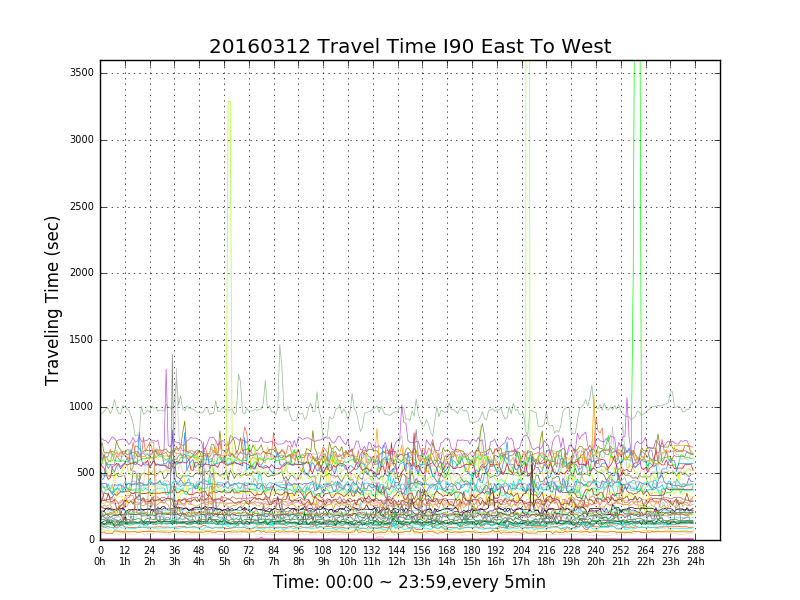 20160312 Travel Time I90 East To West
3500
3000
2500
2000
1500
1000
500
0
Traveling Time (sec)
0 12 24 36 48 60 72 84 96 108 120 132 144 156 168 180 192 204 216 228 240 252 264 276 288
0h 1h 2h 3h 4h 5h 6h 7h 8h 9h 10h 11h 12h 13h 14h 15h 16h 17h 18h 19h 20h 21h 22h 23h 24h
Time: 00:00 ~ 23:59,every 5min